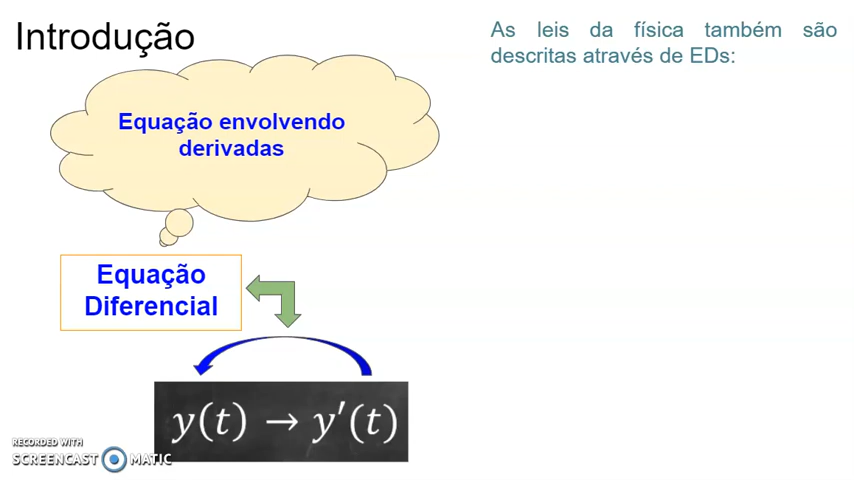 Introdução
As leis da física também são
descritas através de EDs:
Equação envolvendo
derivadas
Equação
Diferencial
y(t) → y′(t)
RECORDED WITH
SCREENCAST MATIC